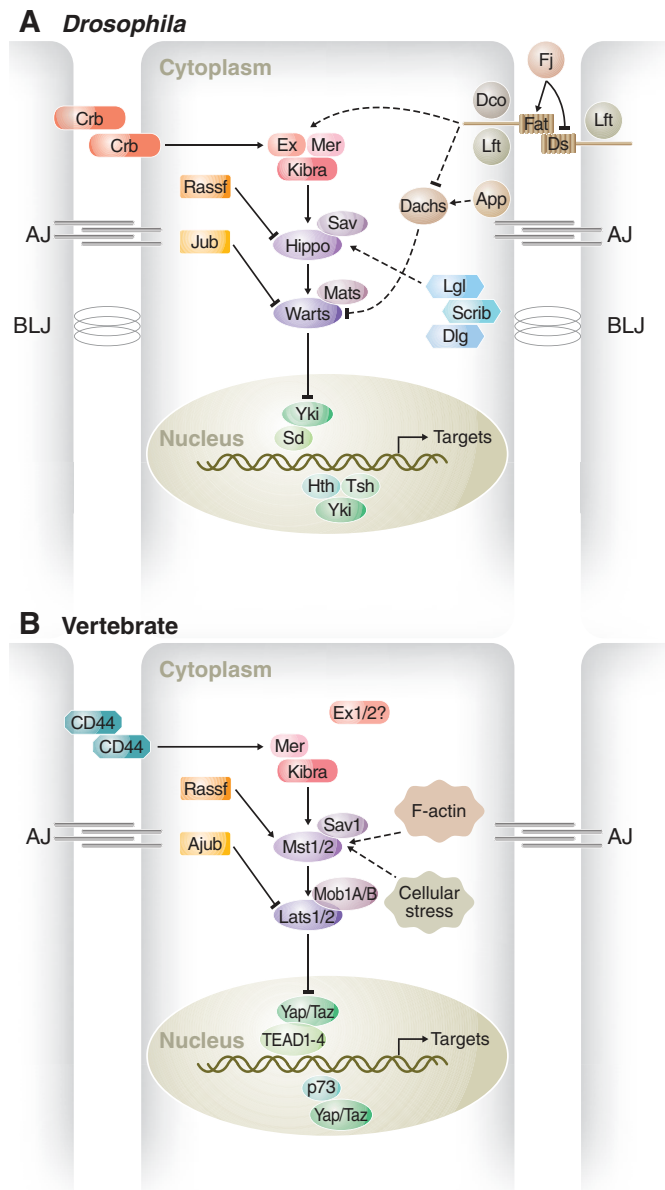 A Drosophila
Cytoplasm
Fj
Dco
Crb
Fat
Lft
Crb
Ex
Mer
Lft
Ds
Kibra
Rassf
App
Dachs
Sav
AJ
Jub
Hippo
AJ
Lgl
Mats
BLJ
Warts
Scrib
BLJ
Dlg
Yki
Nucleus
Sd
Targets
Hth
Tsh
Yki
B Vertebrate
Cytoplasm
Ex1/2?
CD44
CD44
Mer
Kibra
Rassf
F-actin
Sav1
AJ
Ajub
Mst1/2
AJ
Mob1A/B
Cellular
stress
Lats1/2
Yap/Taz
Nucleus
TEAD1-4
Targets
p73
Yap/Taz